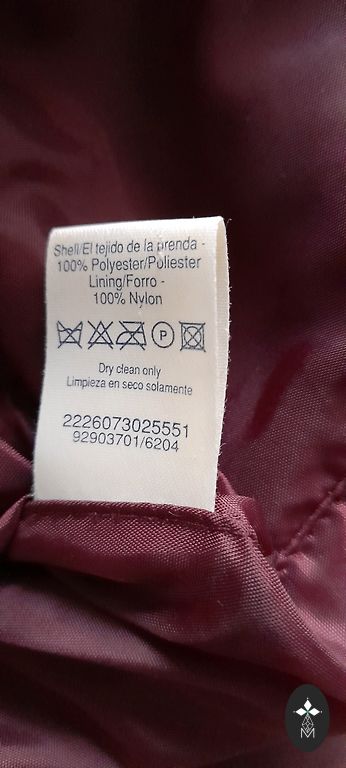 Shell/El tejido de la prenda -
100% Polyester/Poliester
Lining/Forro -
100% Nylon
P
Dry clean only
Limpieza en seco solamente
2226073025551
92903701/6204
M